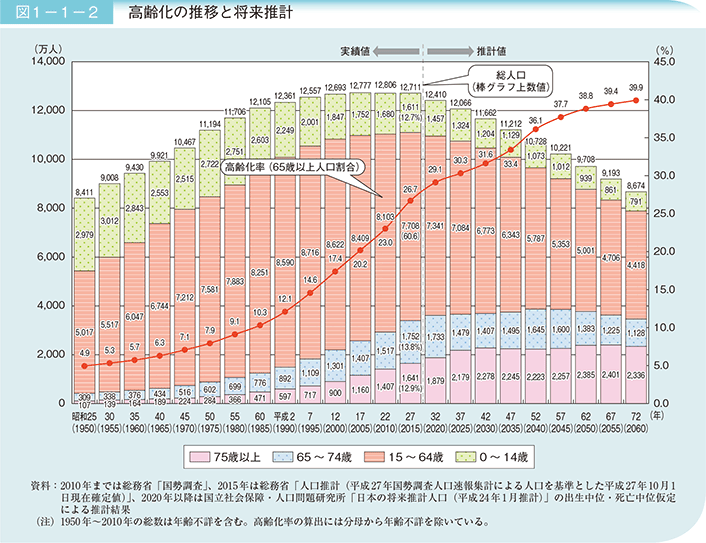 図１－１－２
高齢化の推移と将来推計
(万人)
実績値
推計値
(％)
14,000
12,000
10,000
8,000
6,000
4,000
2,000
0
45.0
40.0
35.0
30.0
25.0
20.0
15.0
10.0
5.0
0.0
総人口
(棒グラフ上数値)
高齢化率（65歳以上人口割合）
8,411 9,008 9,430 9,921 10,467 11,194 11,706 12,105 12,361 12,557 12,693 12,777 12,806 12,711 12,410 12,066 11,662 11,212 10,728 10,221 9,708 9,193 8,674
2,979 3,012 2,843 2,553 2,515 2,722 2,751 2,603 2,249 2,001 1,847 1,752 1,680 1,611 (12.7%) 1,457 1,324 1,204 1,129 1,073 1,012 939 861 791
5,017 5,517 6,047 6,744 7,212 7,581 7,883 8,251 8,590 8,716 8,622 8,409 8,103 7,708 (60.6) 7,341 7,084 6,773 6,343 5,787 5,353 5,001 4,706 4,418
4.9 5.3 5.7 6.3 7.1 7.9 9.1 10.3 12.1 14.6 17.4 20.2 23.0 26.7 29.1 30.3 31.6 33.4 36.1 37.7 38.8 39.4 39.9
309 338 376 434 516 602 699 776 892 1,109 1,301 1,407 1,517 1,752 (13.8%) 1,733 1,479 1,407 1,495 1,645 1,600 1,383 1,225 1,128
107 139 164 189 224 284 366 471 597 717 900 1,160 1,407 1,641 (12.9%) 1,879 2,179 2,278 2,245 2,223 2,257 2,385 2,401 2,336
昭和25 30 35 40 45 50 55 60 平成2 7 12 17 22 27 32 37 42 47 52 57 62 67 72 (年)
(1950) (1955) (1960) (1965) (1970) (1975) (1980) (1985) (1990) (1995) (2000) (2005) (2010) (2015) (2020) (2025) (2030) (2035) (2040) (2045) (2050) (2055) (2060)
75歳以上 65～74歳 15～64歳 0～14歳
資料：2010年までは総務省「国勢調査」、2015年は総務省「人口推計（平成27年国勢調査人口速報集計による人口を基準とした平成27年10月1
日現在確定値）」、2020年以降は国立社会保障・人口問題研究所「日本の将来推計人口（平成24年1月推計）」の出生中位・死亡中位仮定
による推計結果
（注）1950年～2010年の総数は年齢不詳を含む。高齢化率の算出には分母から年齢不詳を除いている。